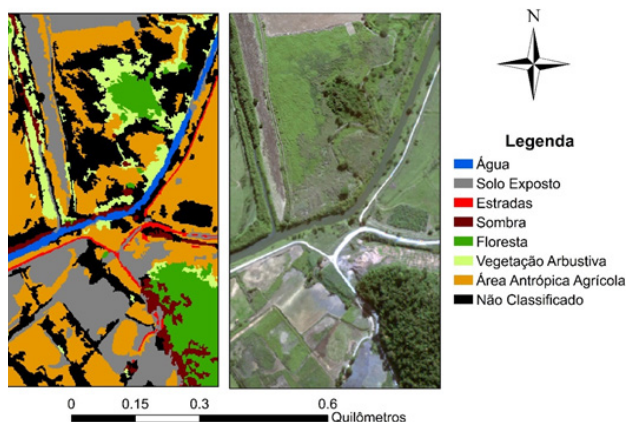 N
Legenda
Água
Solo Exposto
Estradas
Sombra
Floresta
Vegetação Arbustiva
Área Antrópica Agrícola
Não Classificado
0 0.15 0.3 0.6
Quilômetros